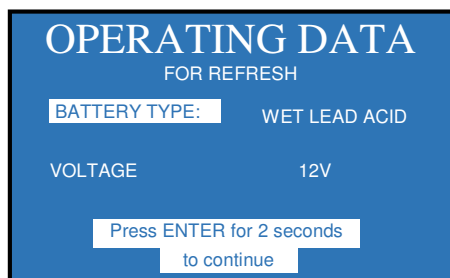 OPERATING DATA
FOR REFRESH
BATTERY TYPE: WET LEAD ACID
VOLTAGE 12V
Press ENTER for 2 seconds
to continue